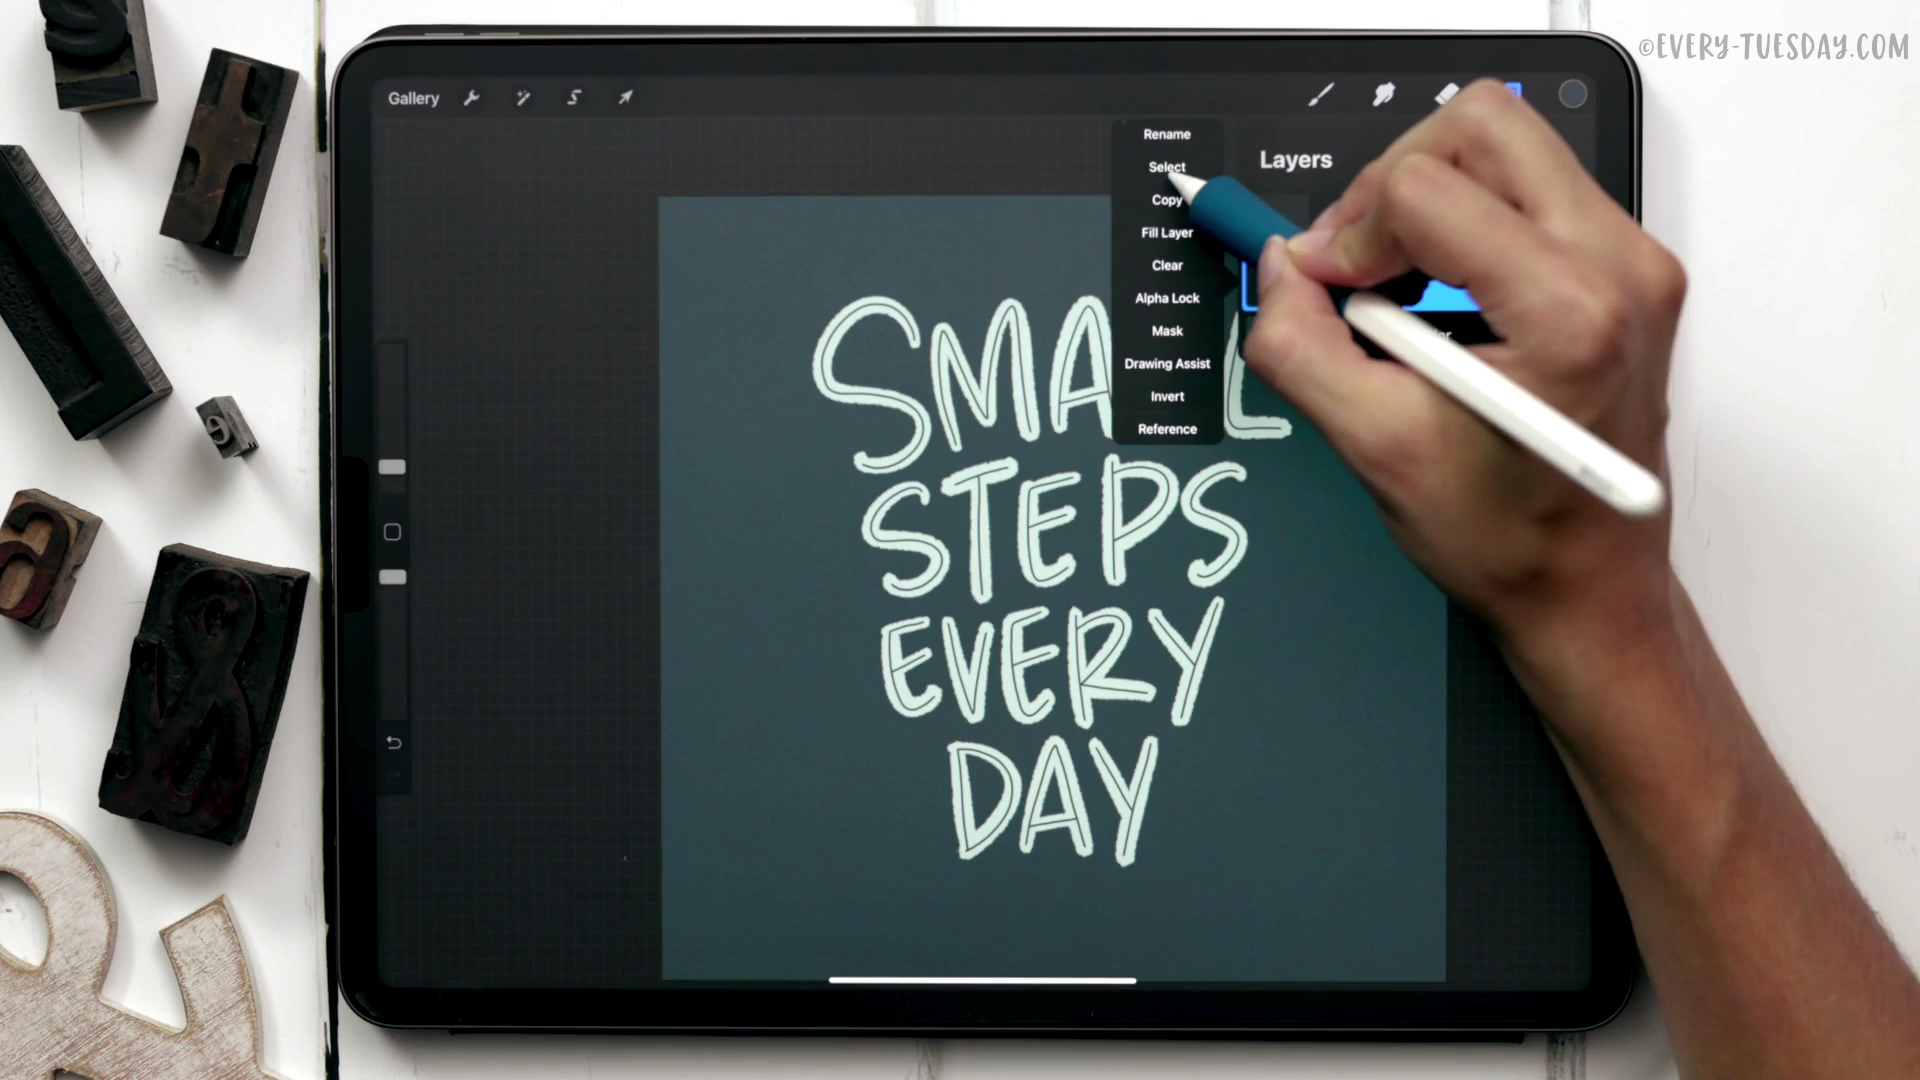 ©EVERY-TUESDAY.COM
Gallery
Rename
Select
Copy
Fill Layer
Clear
Alpha Lock
Mask
Drawing Assist
Invert
Reference
Layers
SMALL
STEPS
EVERY
DAY
e
a
&